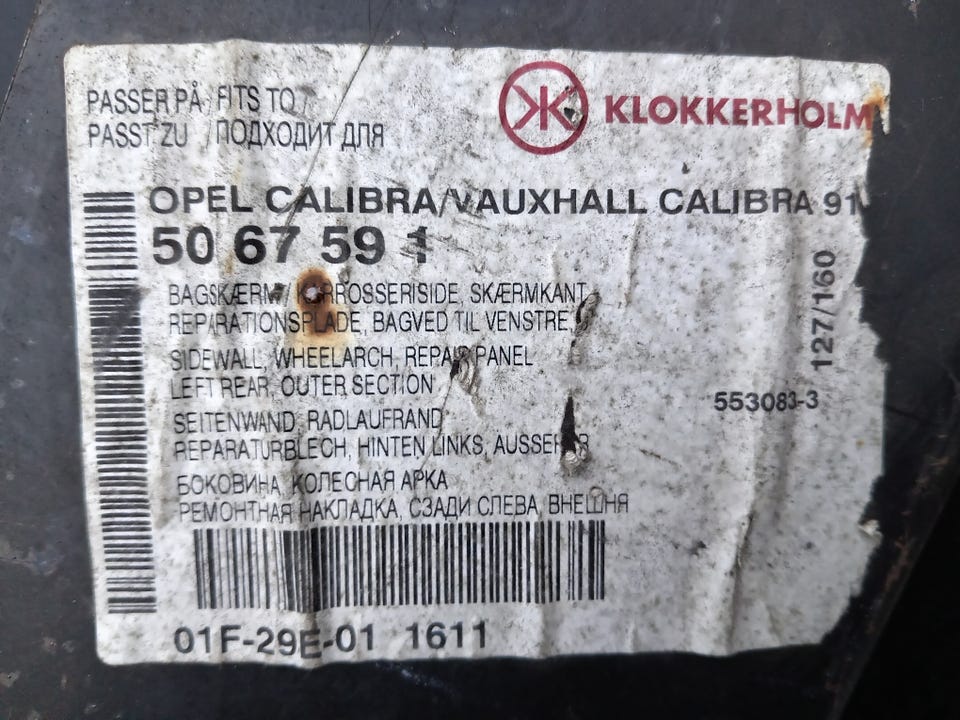 PASSER PÅ / FITS TO /
PASST ZU / ПОДХОДИТ ДЛЯ
KLOKKERHOLM
OPEL CALIBRA/VAUXHALL CALIBRA 91
50 67 59 1
BAGSKÆRM / KARROSSERISIDE, SKÆRMKANT,
REPARATIONSPLADE, BAGVED TIL VENSTRE,
SIDEWALL, WHEELARCH, REPAIR PANEL
LEFT REAR, OUTER SECTION
SEITENWAND, RADLAUFRAND
REPARATURBLECH, HINTEN LINKS, AUSSEN
БОКОВИНА, КОЛЕСНАЯ АРКА
РЕМОНТНАЯ НАКЛАДКА, СЗАДИ СЛЕВА, ВНЕШНЯ
127/160
553083-3
01F-29E-01 1611